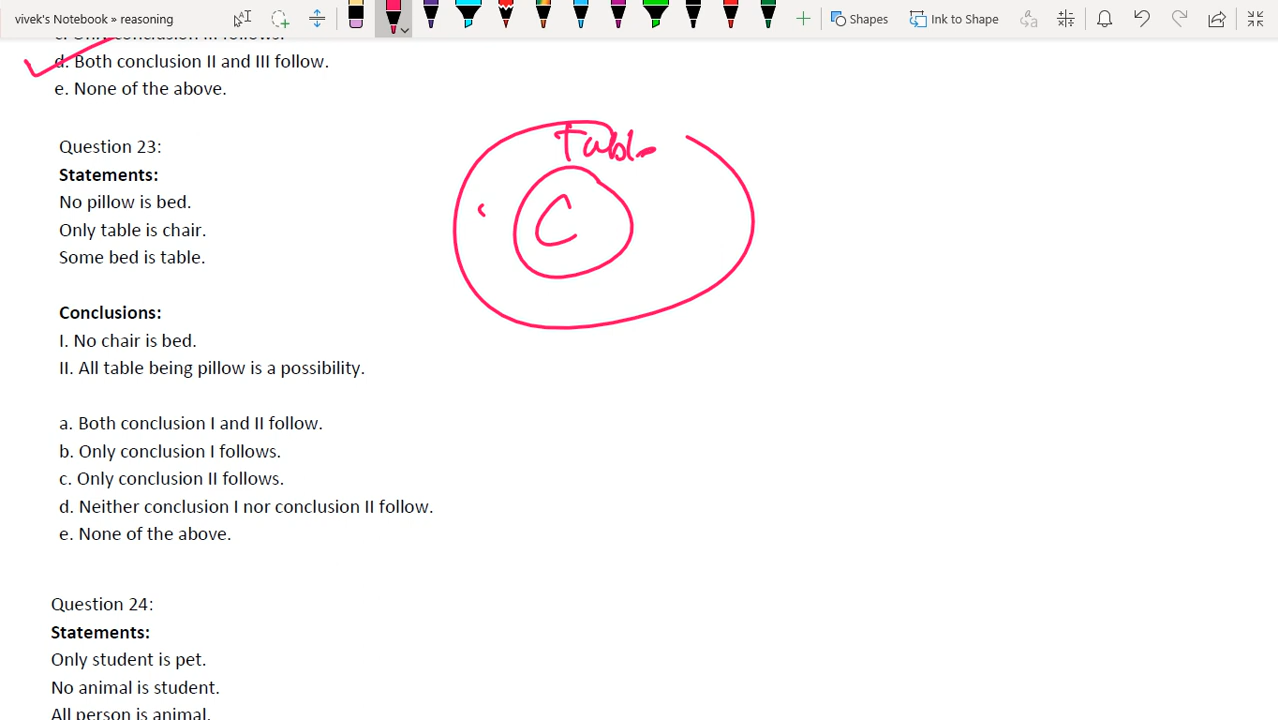 vivek's Notebook » reasoning
Shapes
Ink to Shape
c. Only conclusion III follows.
d. Both conclusion II and III follow.
e. None of the above.
Question 23:
Statements:
No pillow is bed.
Only table is chair.
Some bed is table.
Conclusions:
I. No chair is bed.
II. All table being pillow is a possibility.
a. Both conclusion I and II follow.
b. Only conclusion I follows.
c. Only conclusion II follows.
d. Neither conclusion I nor conclusion II follow.
e. None of the above.
Table
C
Question 24:
Statements:
Only student is pet.
No animal is student.
All person is animal.